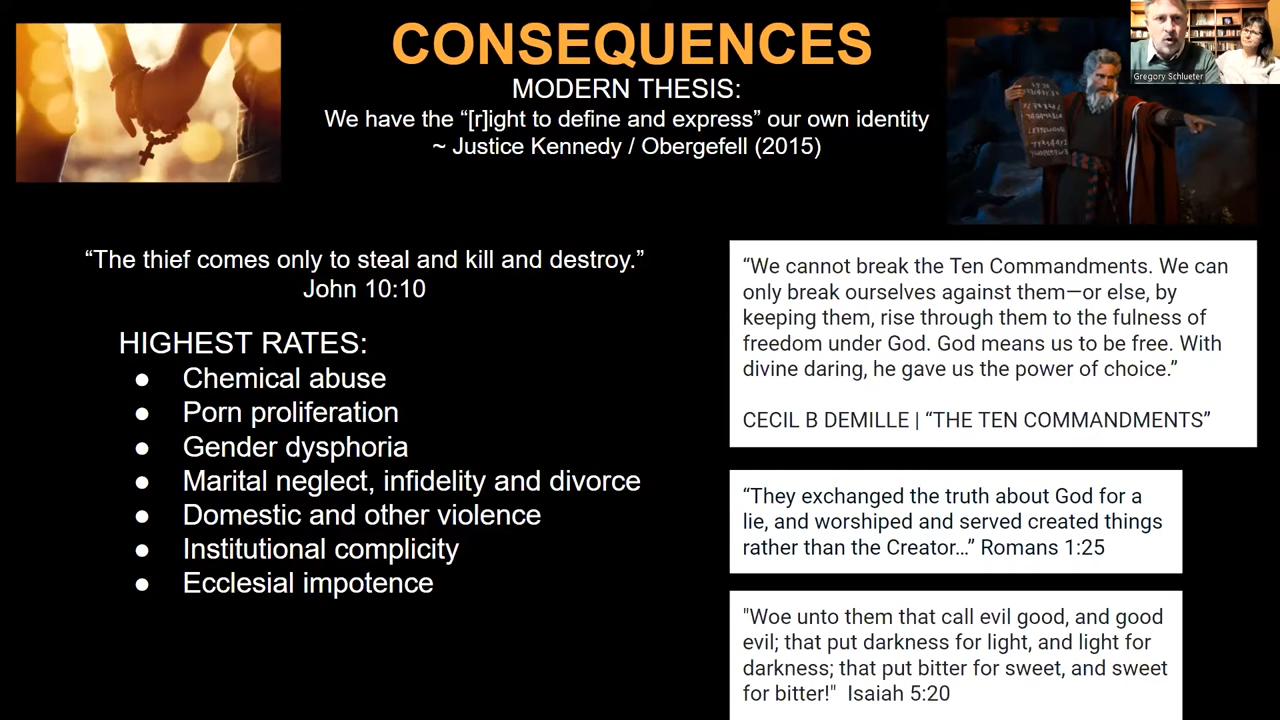 CONSEQUENCES
MODERN THESIS:
We have the “[r]ight to define and express” our own identity
~ Justice Kennedy / Obergefell (2015)
Gregory Schlueter
“The thief comes only to steal and kill and destroy.”
John 10:10
HIGHEST RATES:
● Chemical abuse
● Porn proliferation
● Gender dysphoria
● Marital neglect, infidelity and divorce
● Domestic and other violence
● Institutional complicity
● Ecclesial impotence
“We cannot break the Ten Commandments. We can
only break ourselves against them—or else, by
keeping them, rise through them to the fulness of
freedom under God. God means us to be free. With
divine daring, he gave us the power of choice.”
CECIL B DEMILLE | “THE TEN COMMANDMENTS”
“They exchanged the truth about God for a
lie, and worshiped and served created things
rather than the Creator…” Romans 1:25
"Woe unto them that call evil good, and good
evil; that put darkness for light, and light for
darkness; that put bitter for sweet, and sweet
for bitter!" Isaiah 5:20